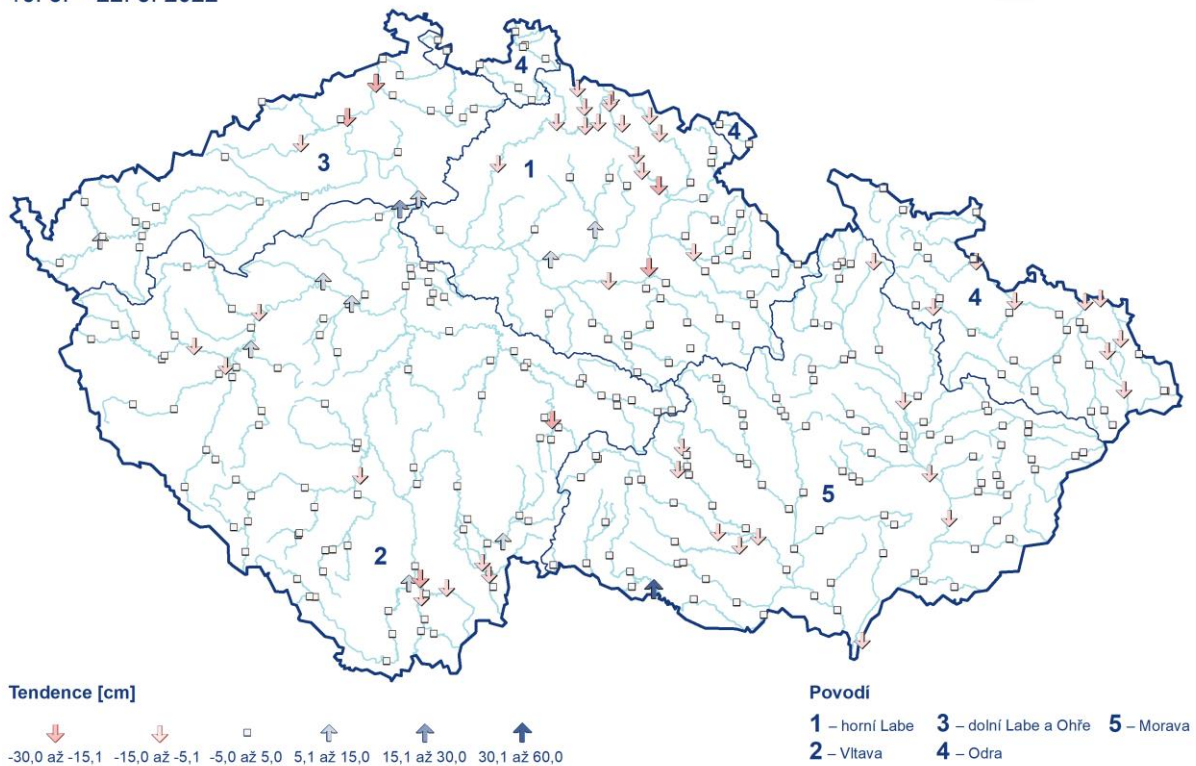 4
4
3
1
4
5
2
Tendence [cm]
-30,0 až -15,1 -15,0 až -5,1 -5,0 až 5,0 5,1 až 15,0 15,1 až 30,0 30,1 až 60,0
Povodí
1 – horní Labe 3 – dolní Labe a Ohře 5 – Morava
2 – Vltava 4 – Odra